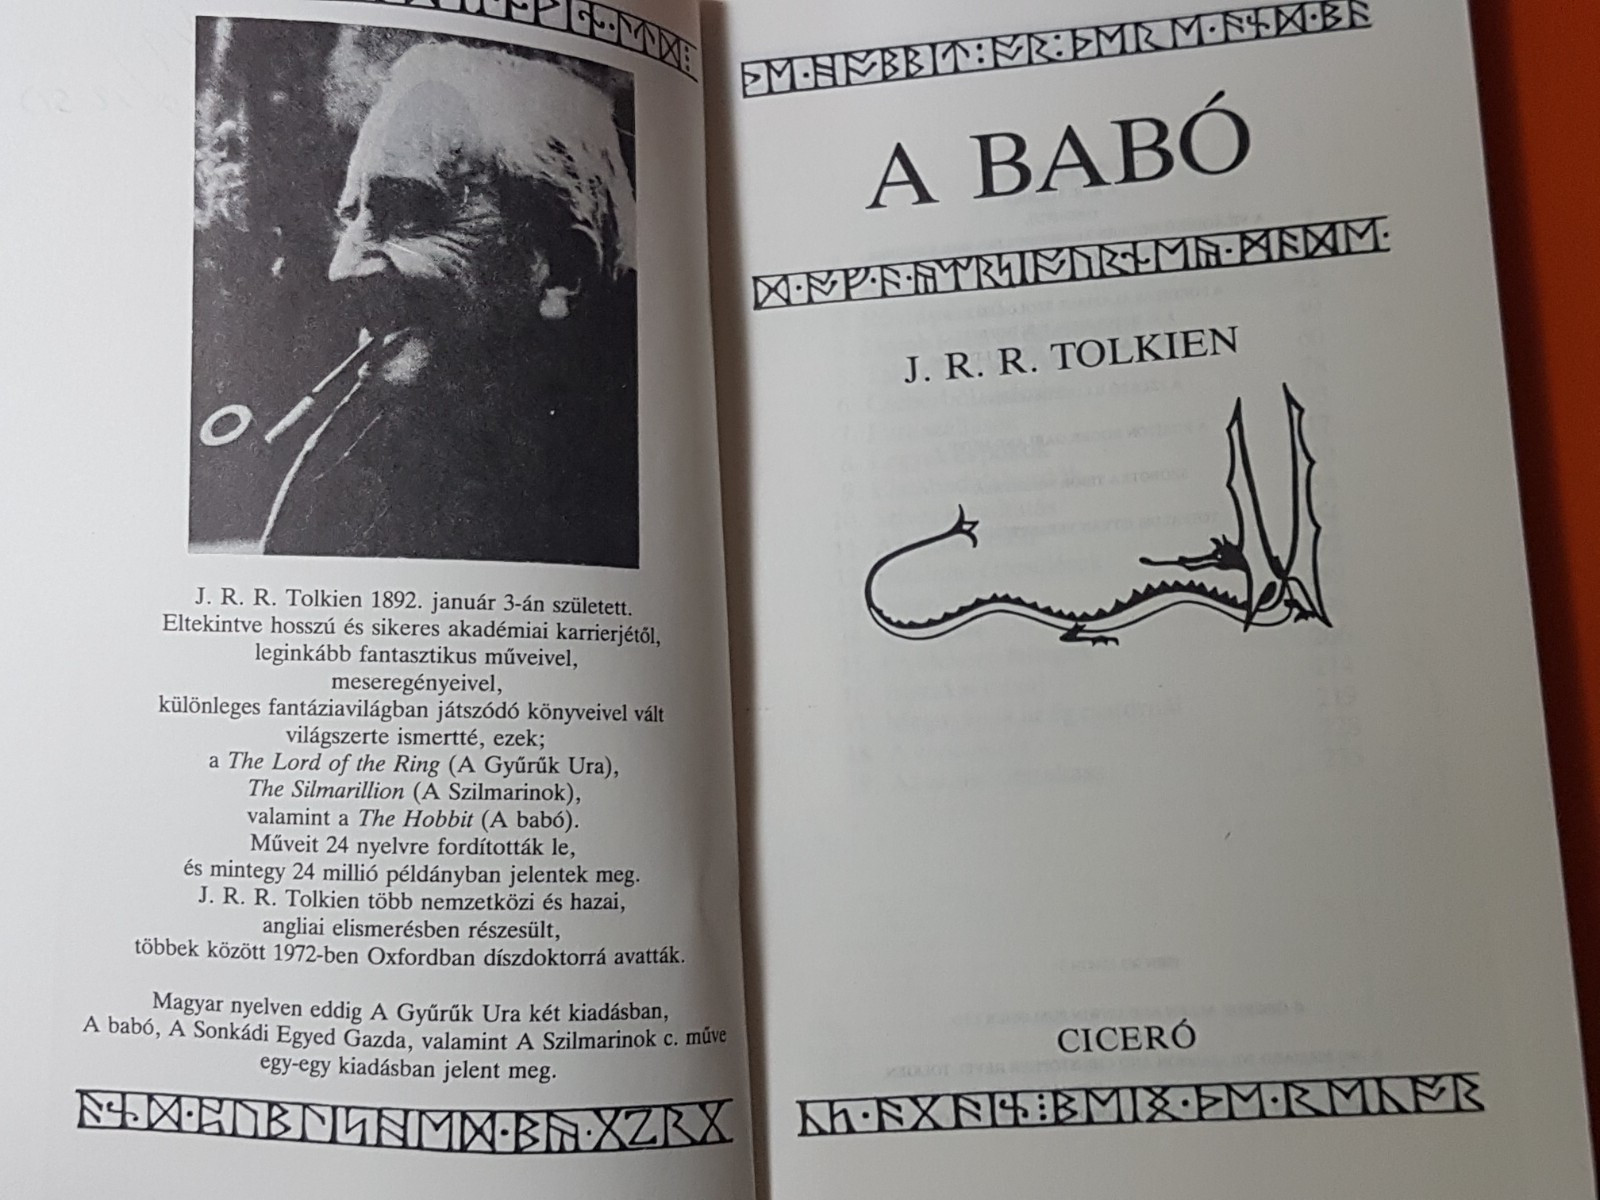 J. R. R. Tolkien 1892. január 3-án született.
Eltekintve hosszú és sikeres akadémiai karrierjétől,
leginkább fantasztikus műveivel,
meseregényeivel,
különleges fantáziavilágban játszódó könyveivel vált
világszerte ismertté, ezek;
a The Lord of the Ring (A Gyűrűk Ura),
The Silmarillion (A Szilmarinok),
valamint a The Hobbit (A babó).
Műveit 24 nyelvre fordították le,
és mintegy 24 millió példányban jelentek meg.
J. R. R. Tolkien több nemzetközi és hazai,
angliai elismerésben részesült,
többek között 1972-ben Oxfordban díszdoktorrá avatták.
Magyar nyelven eddig A Gyűrűk Ura két kiadásban,
A babó, A Sonkádi Egyed Gazda, valamint A Szilmarinok c. műve
egy-egy kiadásban jelent meg.
A BABÓ
J. R. R. TOLKIEN
CICERÓ